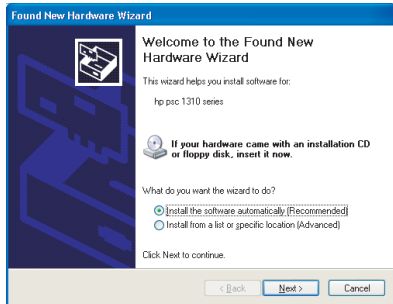 Found New Hardware Wizard
Welcome to the Found New
Hardware Wizard
This wizard helps you install software for:
hp psc 1310 series
If your hardware came with an installation CD
or floppy disk, insert it now.
What do you want the wizard to do?
Install the software automatically (Recommended)
Install from a list or specific location (Advanced)
Click Next to continue.
< Back Next > Cancel